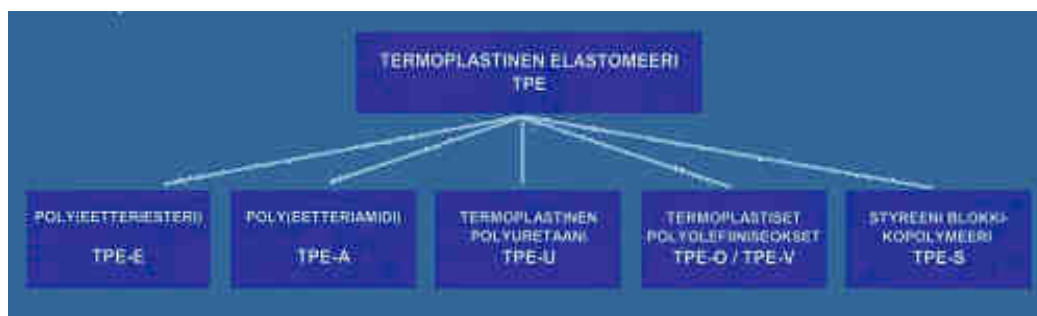 TERMOPLASTINEN ELASTOMEERI
TPE
POLY(EETTERIESTERI)
TPE-E
POLY(EETTERIAMIDI)
TPE-A
TERMOPLASTINEN
POLYURETAANI
TPE-U
TERMOPLASTISET
POLYOLEFIINISEOKSET
TPE-O / TPE-V
STYREENI BLOKKI-
KOPOLYMEERI
TPE-S